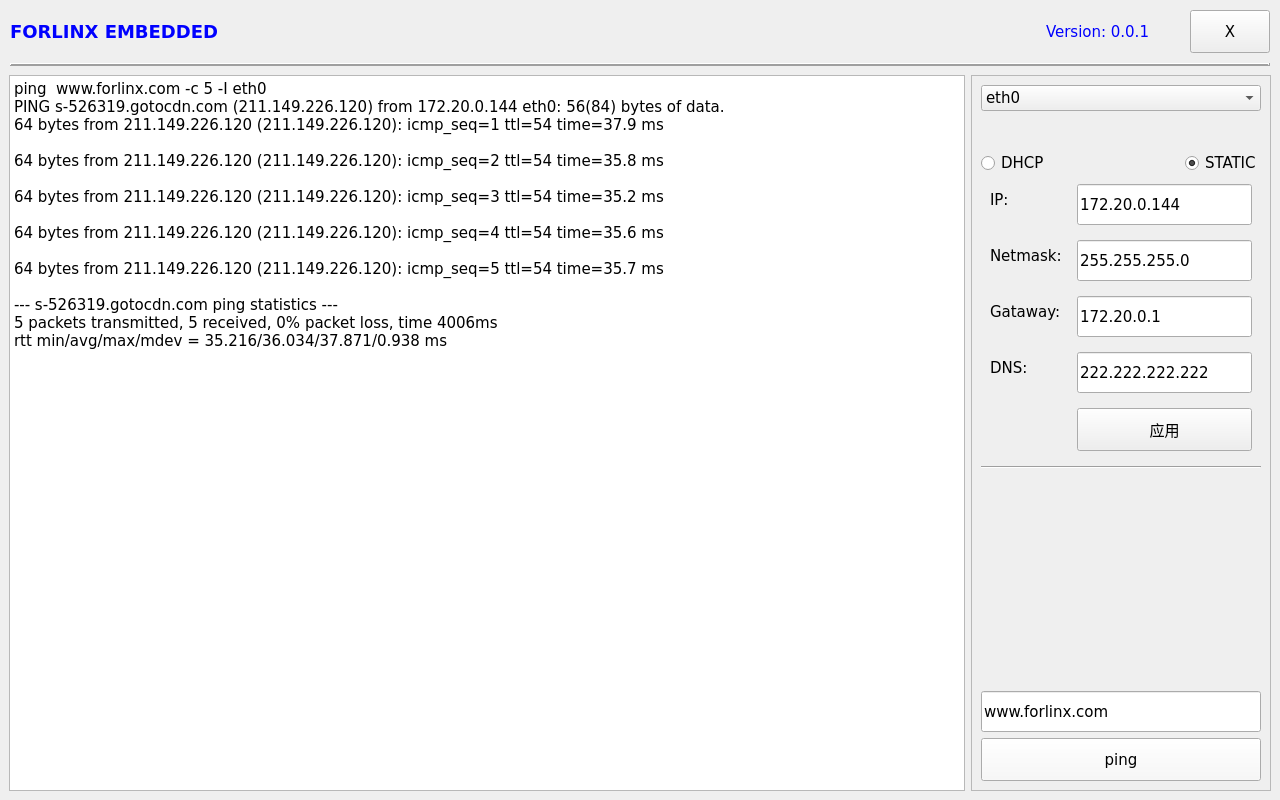 FORLINX EMBEDDED
Version: 0.0.1
X
ping  www.forlinx.com -c 5 -I eth0
PING s-526319.gotocdn.com (211.149.226.120) from 172.20.0.144 eth0: 56(84) bytes of data.
64 bytes from 211.149.226.120 (211.149.226.120): icmp_seq=1 ttl=54 time=37.9 ms
64 bytes from 211.149.226.120 (211.149.226.120): icmp_seq=2 ttl=54 time=35.8 ms
64 bytes from 211.149.226.120 (211.149.226.120): icmp_seq=3 ttl=54 time=35.2 ms
64 bytes from 211.149.226.120 (211.149.226.120): icmp_seq=4 ttl=54 time=35.6 ms
64 bytes from 211.149.226.120 (211.149.226.120): icmp_seq=5 ttl=54 time=35.7 ms
--- s-526319.gotocdn.com ping statistics ---
5 packets transmitted, 5 received, 0% packet loss, time 4006ms
rtt min/avg/max/mdev = 35.216/36.034/37.871/0.938 ms
eth0
DHCP
STATIC
IP:
172.20.0.144
Netmask:
255.255.255.0
Gataway:
172.20.0.1
DNS:
222.222.222.222
应用
www.forlinx.com
ping